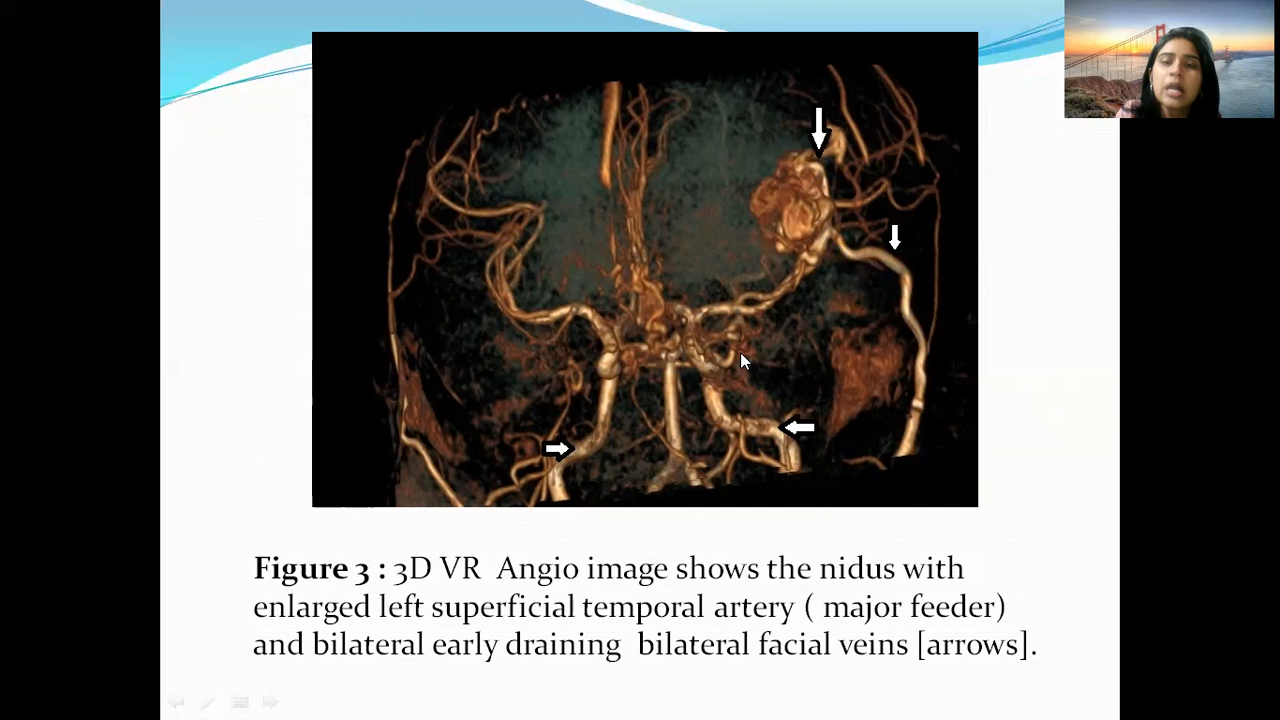 Figure 3 : 3D VR  Angio image shows the nidus with
enlarged left superficial temporal artery ( major feeder)
and bilateral early draining  bilateral facial veins [arrows].